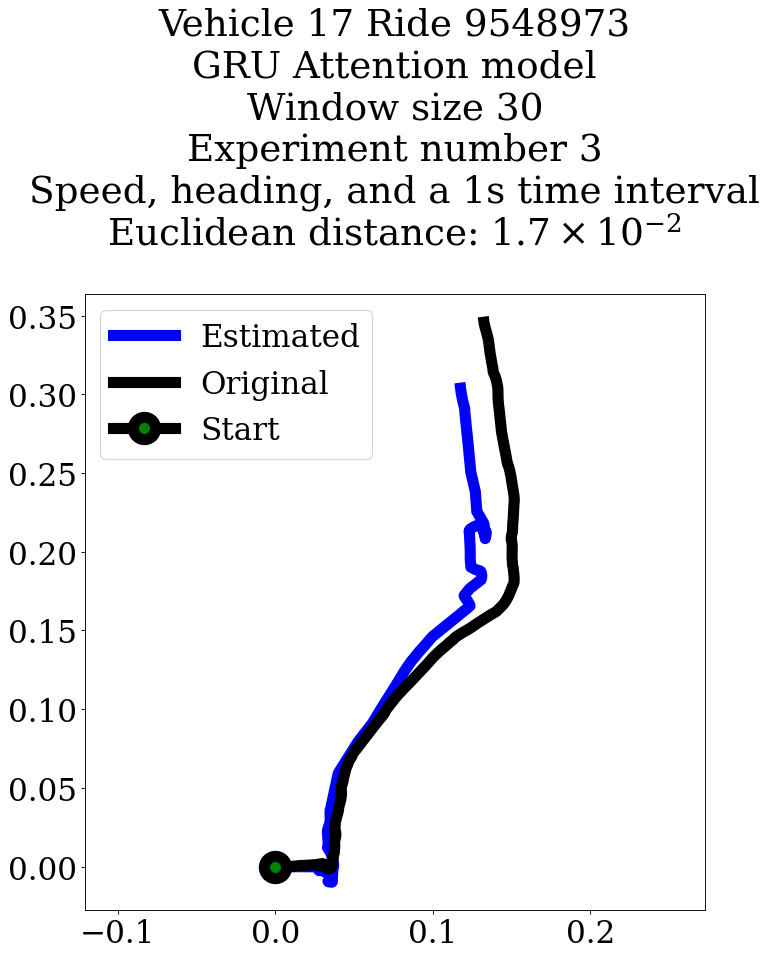 Vehicle 17 Ride 9548973
GRU Attention model
Window size 30
Experiment number 3
Speed, heading, and a 1s time interval
Euclidean distance: 1.7 × 10⁻²
Estimated
Original
Start
0.35
0.30
0.25
0.20
0.15
0.10
0.05
0.00
−0.1 0.0 0.1 0.2